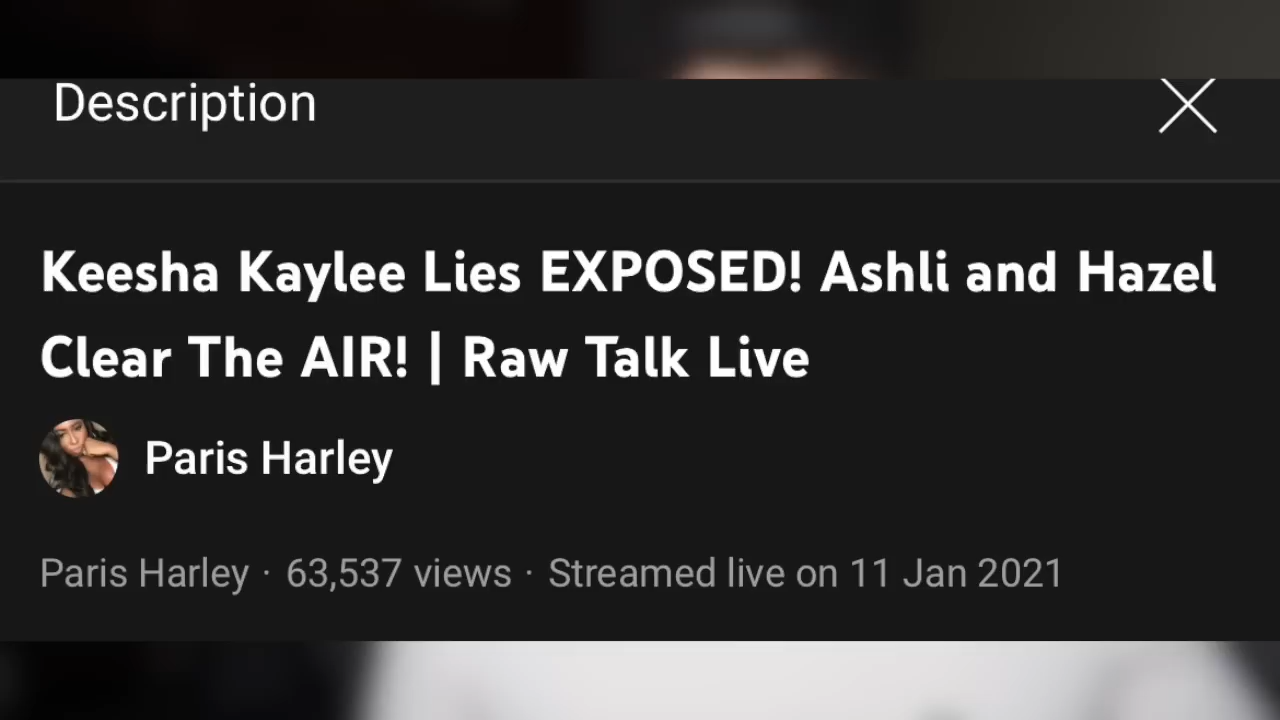 Description
Keesha Kaylee Lies EXPOSED! Ashli and Hazel
Clear The AIR! | Raw Talk Live
Paris Harley
Paris Harley · 63,537 views · Streamed live on 11 Jan 2021